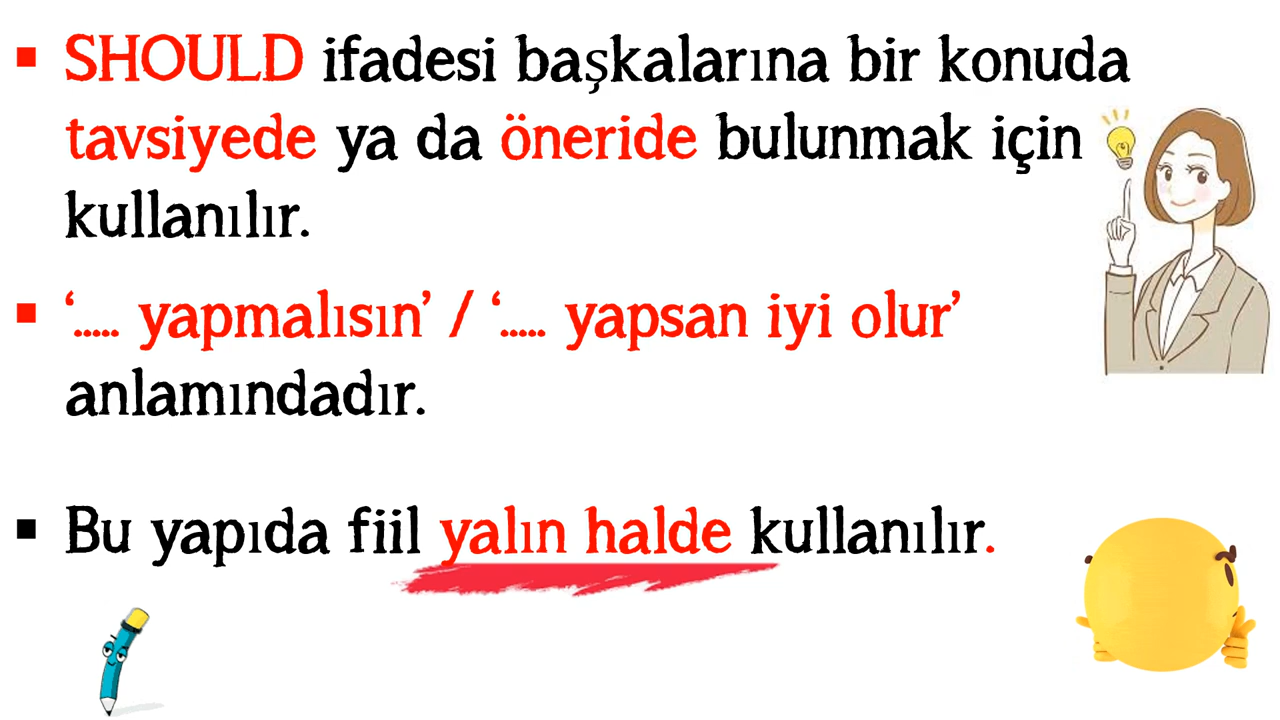 ▪ SHOULD ifadesi başkalarına bir konuda
tavsiyede ya da öneride bulunmak için
kullanılır.
▪ ‘...... yapmalısın’ / ‘...... yapsan iyi olur’
anlamındadır.
▪ Bu yapıda fiil yalın halde kullanılır.